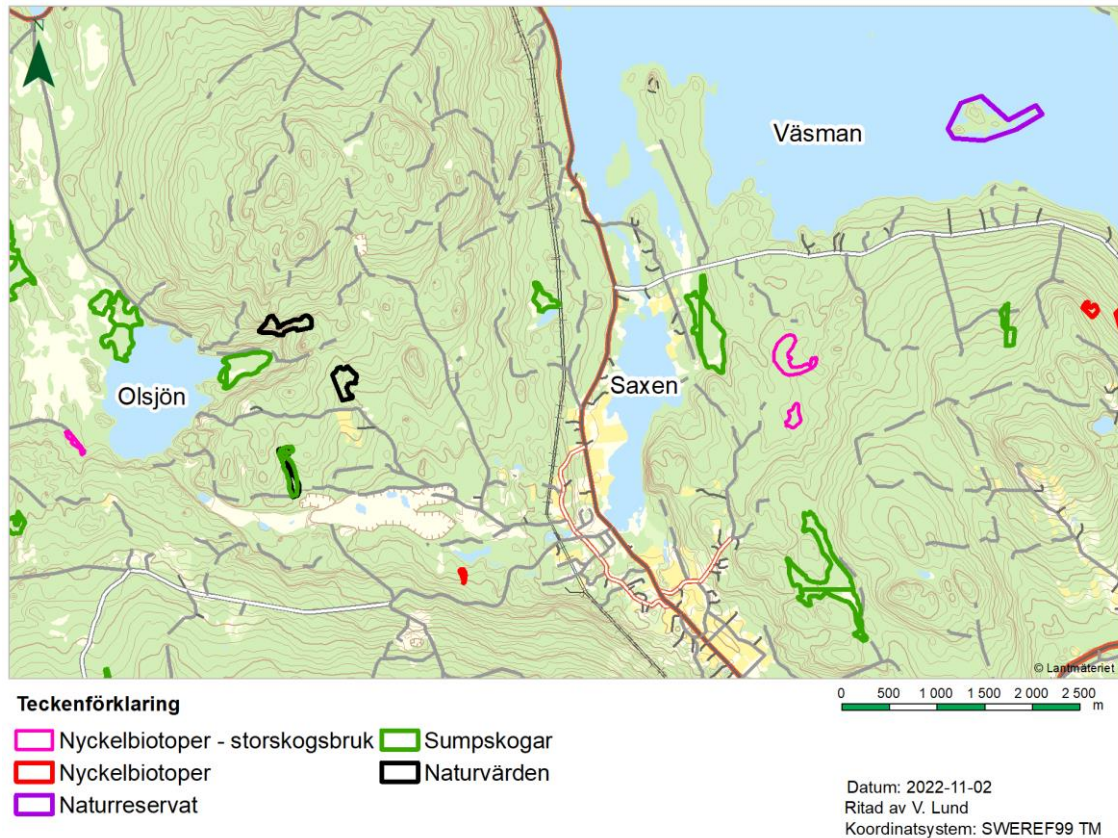 N
Väsman
Olsjön
Saxen
© Lantmäteriet
Teckenförklaring
Nyckelbiotoper - storskogsbruk
Sumpskogar
Nyckelbiotoper
Naturvärden
Naturreservat
0 500 1 000 1 500 2 000 2 500
m
Datum: 2022-11-02
Ritad av V. Lund
Koordinatsystem: SWEREF99 TM